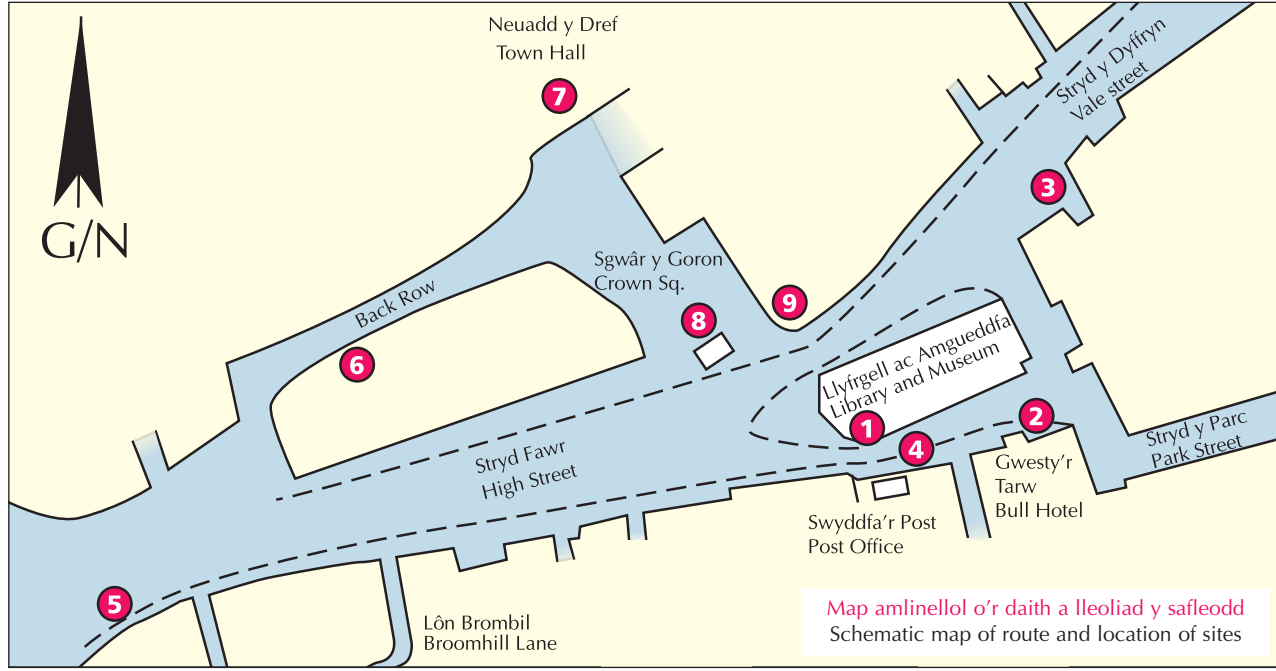 Neuadd y Dref
Town Hall
7
Stryd y Dyffryn
Vale street
3
G/N
Sgwâr y Goron
Crown Sq.
Back Row
9
8
6
Llyfrgell ac Amgueddfa
Library and Museum
1
2
4
Stryd y Parc
Park Street
Stryd Fawr
High Street
Gwesty'r
Tarw
Bull Hotel
Swyddfa'r Post
Post Office
5
Lôn Brombil
Broomhill Lane
Map amlinellol o'r daith a lleoliad y safleodd
Schematic map of route and location of sites